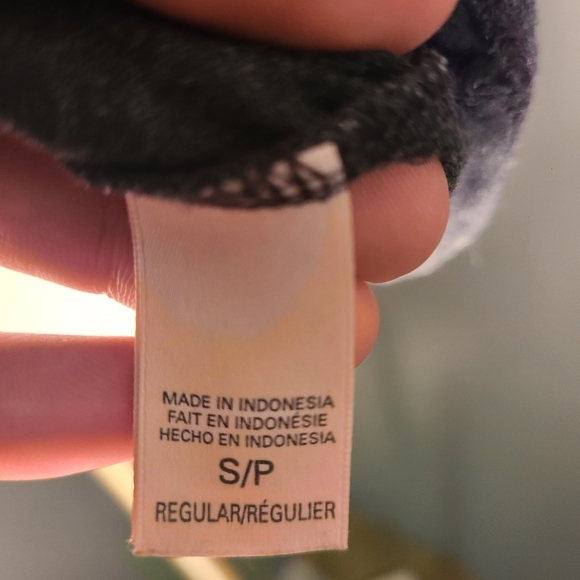 MADE IN INDONESIA
FAIT EN INDONÉSIE
HECHO EN INDONESIA
S/P
REGULAR/RÉGULIER